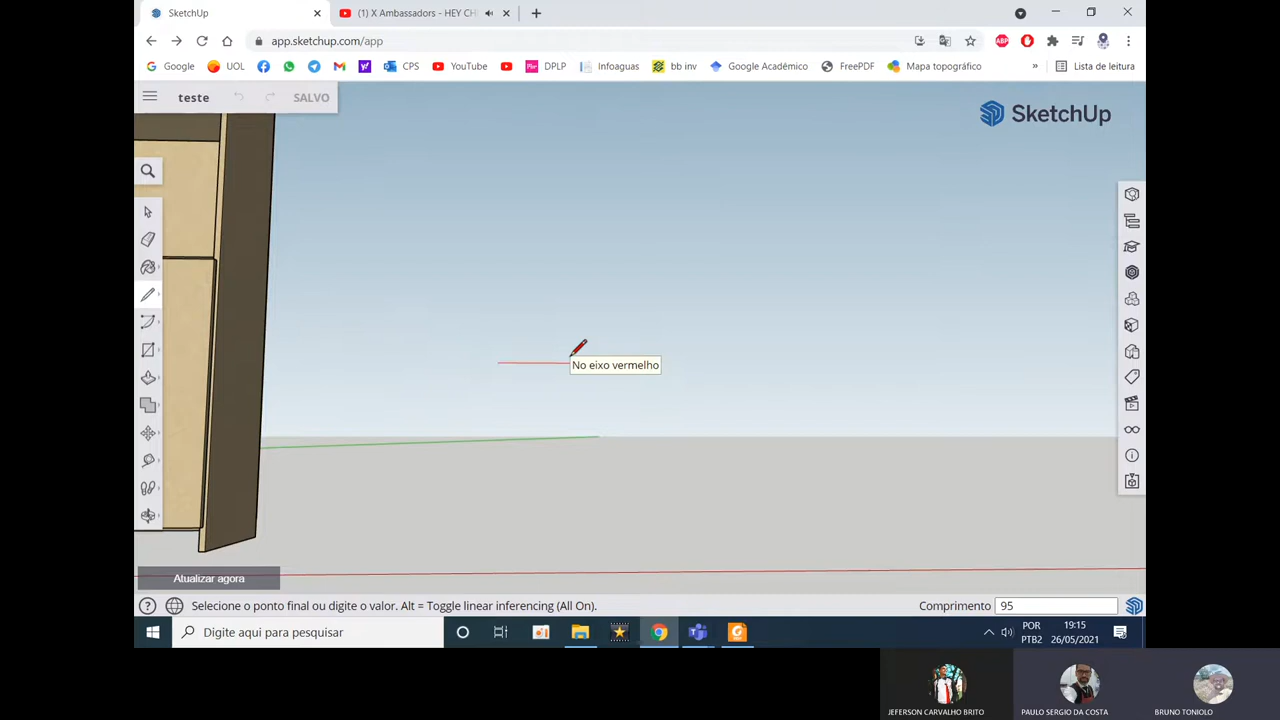 SketchUp
(1) X Ambassadors - HEY CH
app.sketchup.com/app
ABP
Google
UOL
CPS
YouTube
DPLP
Infoaguas
bb inv
Google Acadêmico
FreePDF
Mapa topográfico
»
Lista de leitura
teste
SALVO
SketchUp
No eixo vermelho
Atualizar agora
Selecione o ponto final ou digite o valor. Alt = Toggle linear inferencing (All On).
Comprimento
95
Digite aqui para pesquisar
POR
PTB2
19:15
26/05/2021
JEFERSON CARVALHO BRITO
PAULO SERGIO DA COSTA
BRUNO TONIOLO